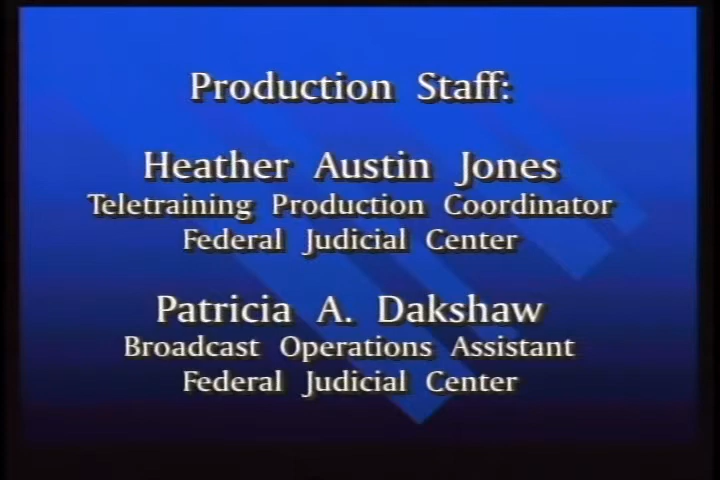 Production Staff:
Heather Austin Jones
Teletraining Production Coordinator
Federal Judicial Center
Patricia A. Dakshaw
Broadcast Operations Assistant
Federal Judicial Center